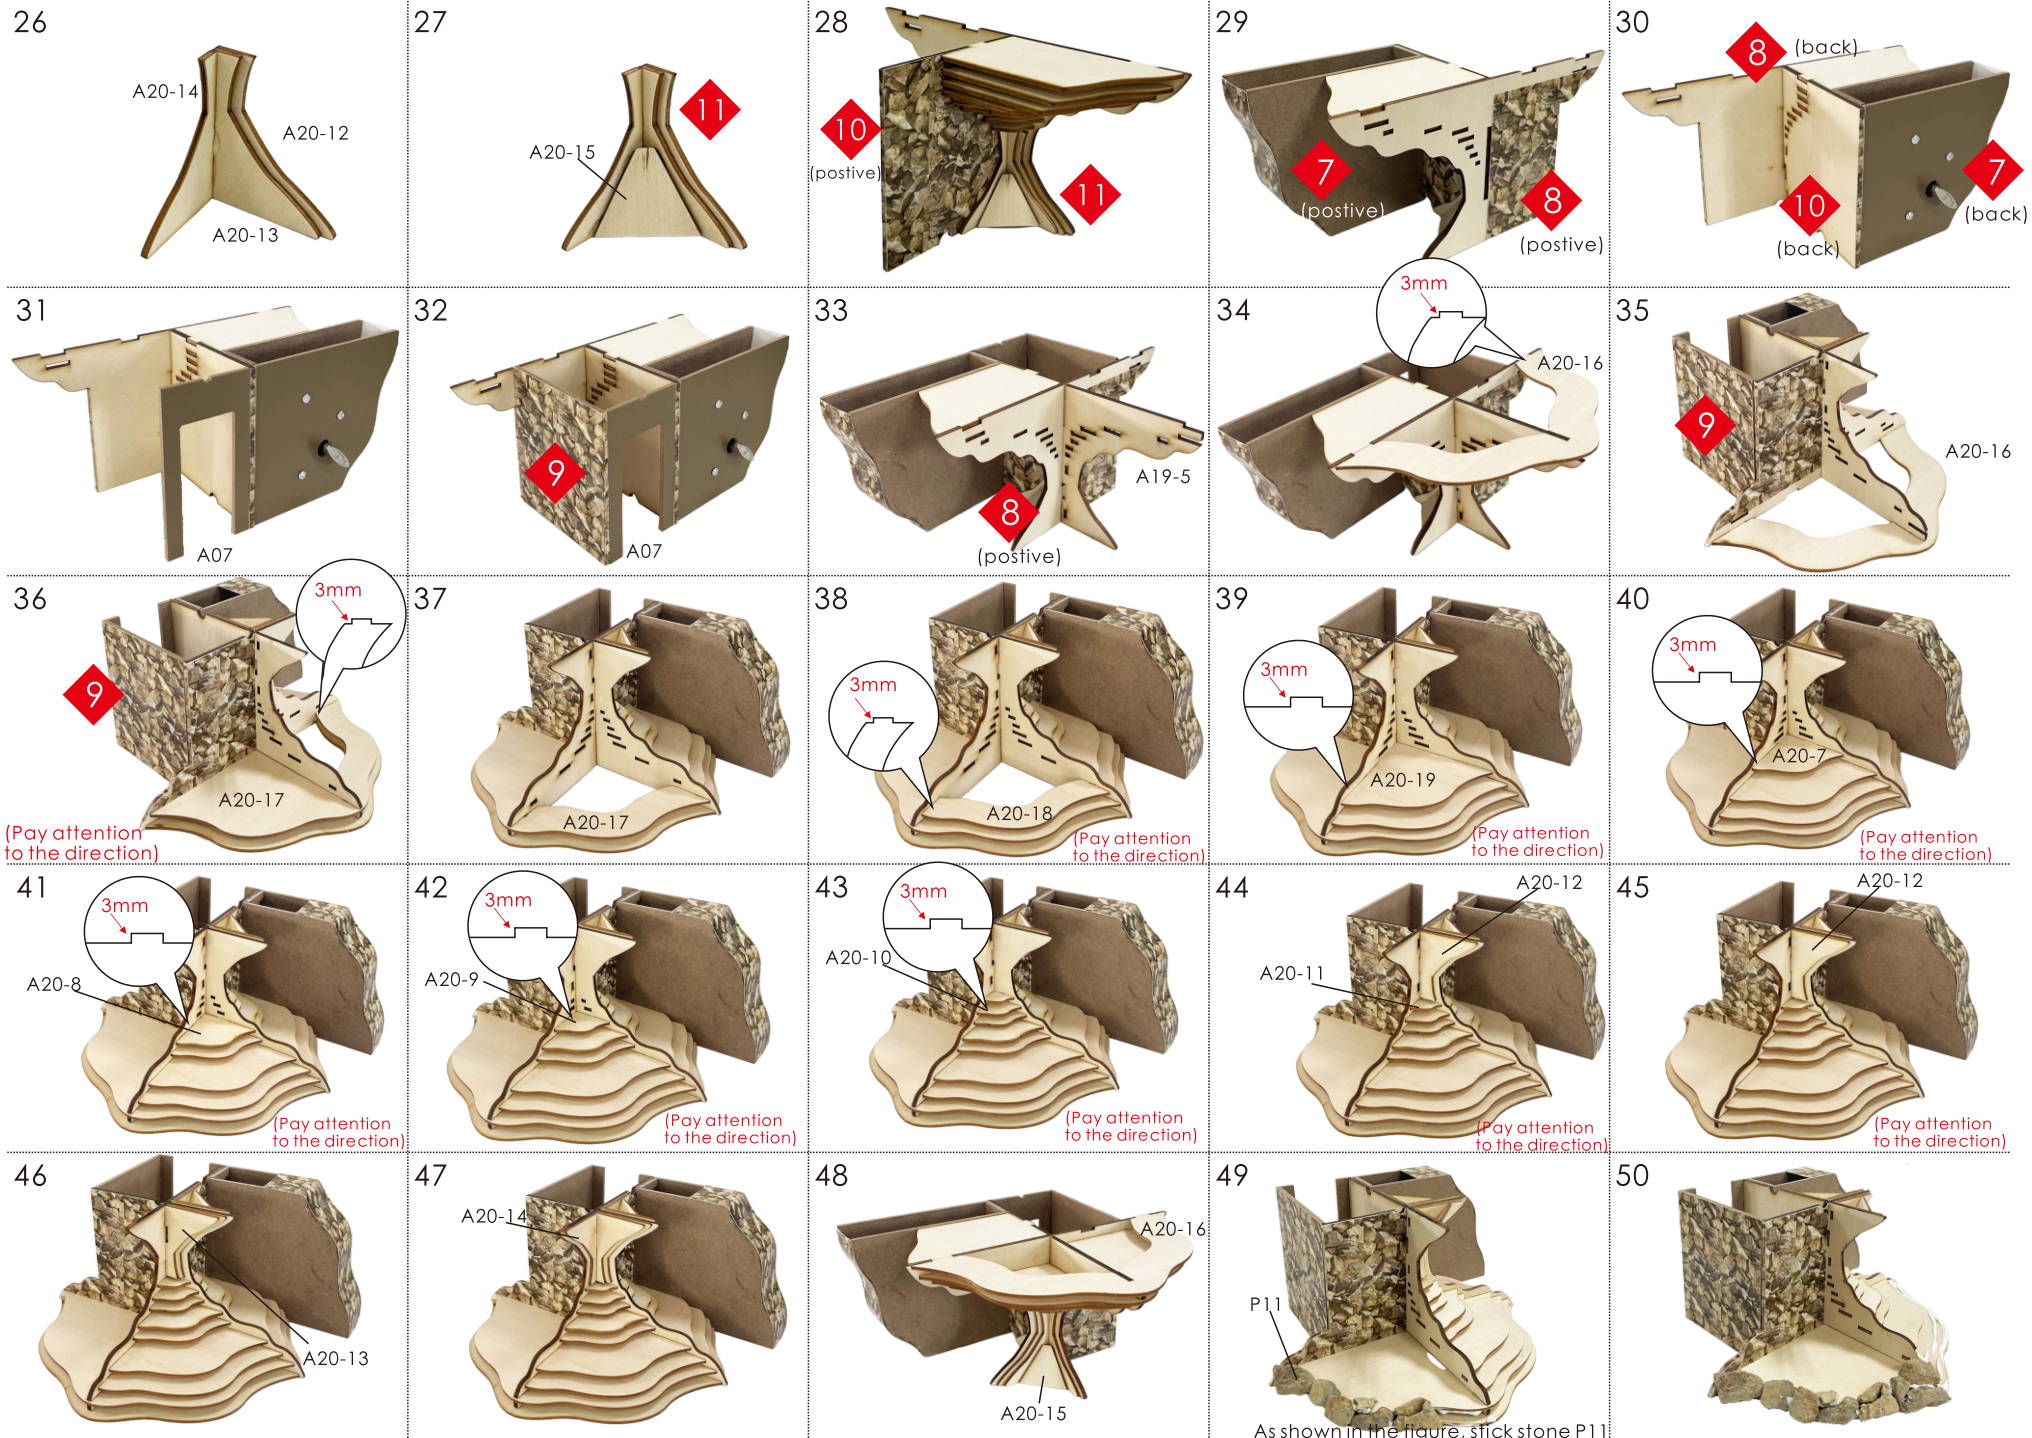 26
A20-14
A20-12
A20-13
27
A20-15
11
28
10
(postive)
11
29
7
(postive)
8
(postive)
30
8
(back)
10
(back)
7
(back)
31
A07
32
9
A07
33
A19-5
8
(postive)
34
3mm
A20-16
35
9
A20-16
36
3mm
9
A20-17
(Pay attention
to the direction)
37
A20-17
38
3mm
A20-18
(Pay attention
to the direction)
39
3mm
A20-19
(Pay attention
to the direction)
40
3mm
A20-7
(Pay attention
to the direction)
41
3mm
A20-8
(Pay attention
to the direction)
42
3mm
A20-9
(Pay attention
to the direction)
43
3mm
A20-10
(Pay attention
to the direction)
44
A20-12
A20-11
(Pay attention
to the direction)
45
A20-12
(Pay attention
to the direction)
46
A20-13
47
A20-14
48
A20-16
A20-15
49
P11
As shown in the figure, stick stone P11
50